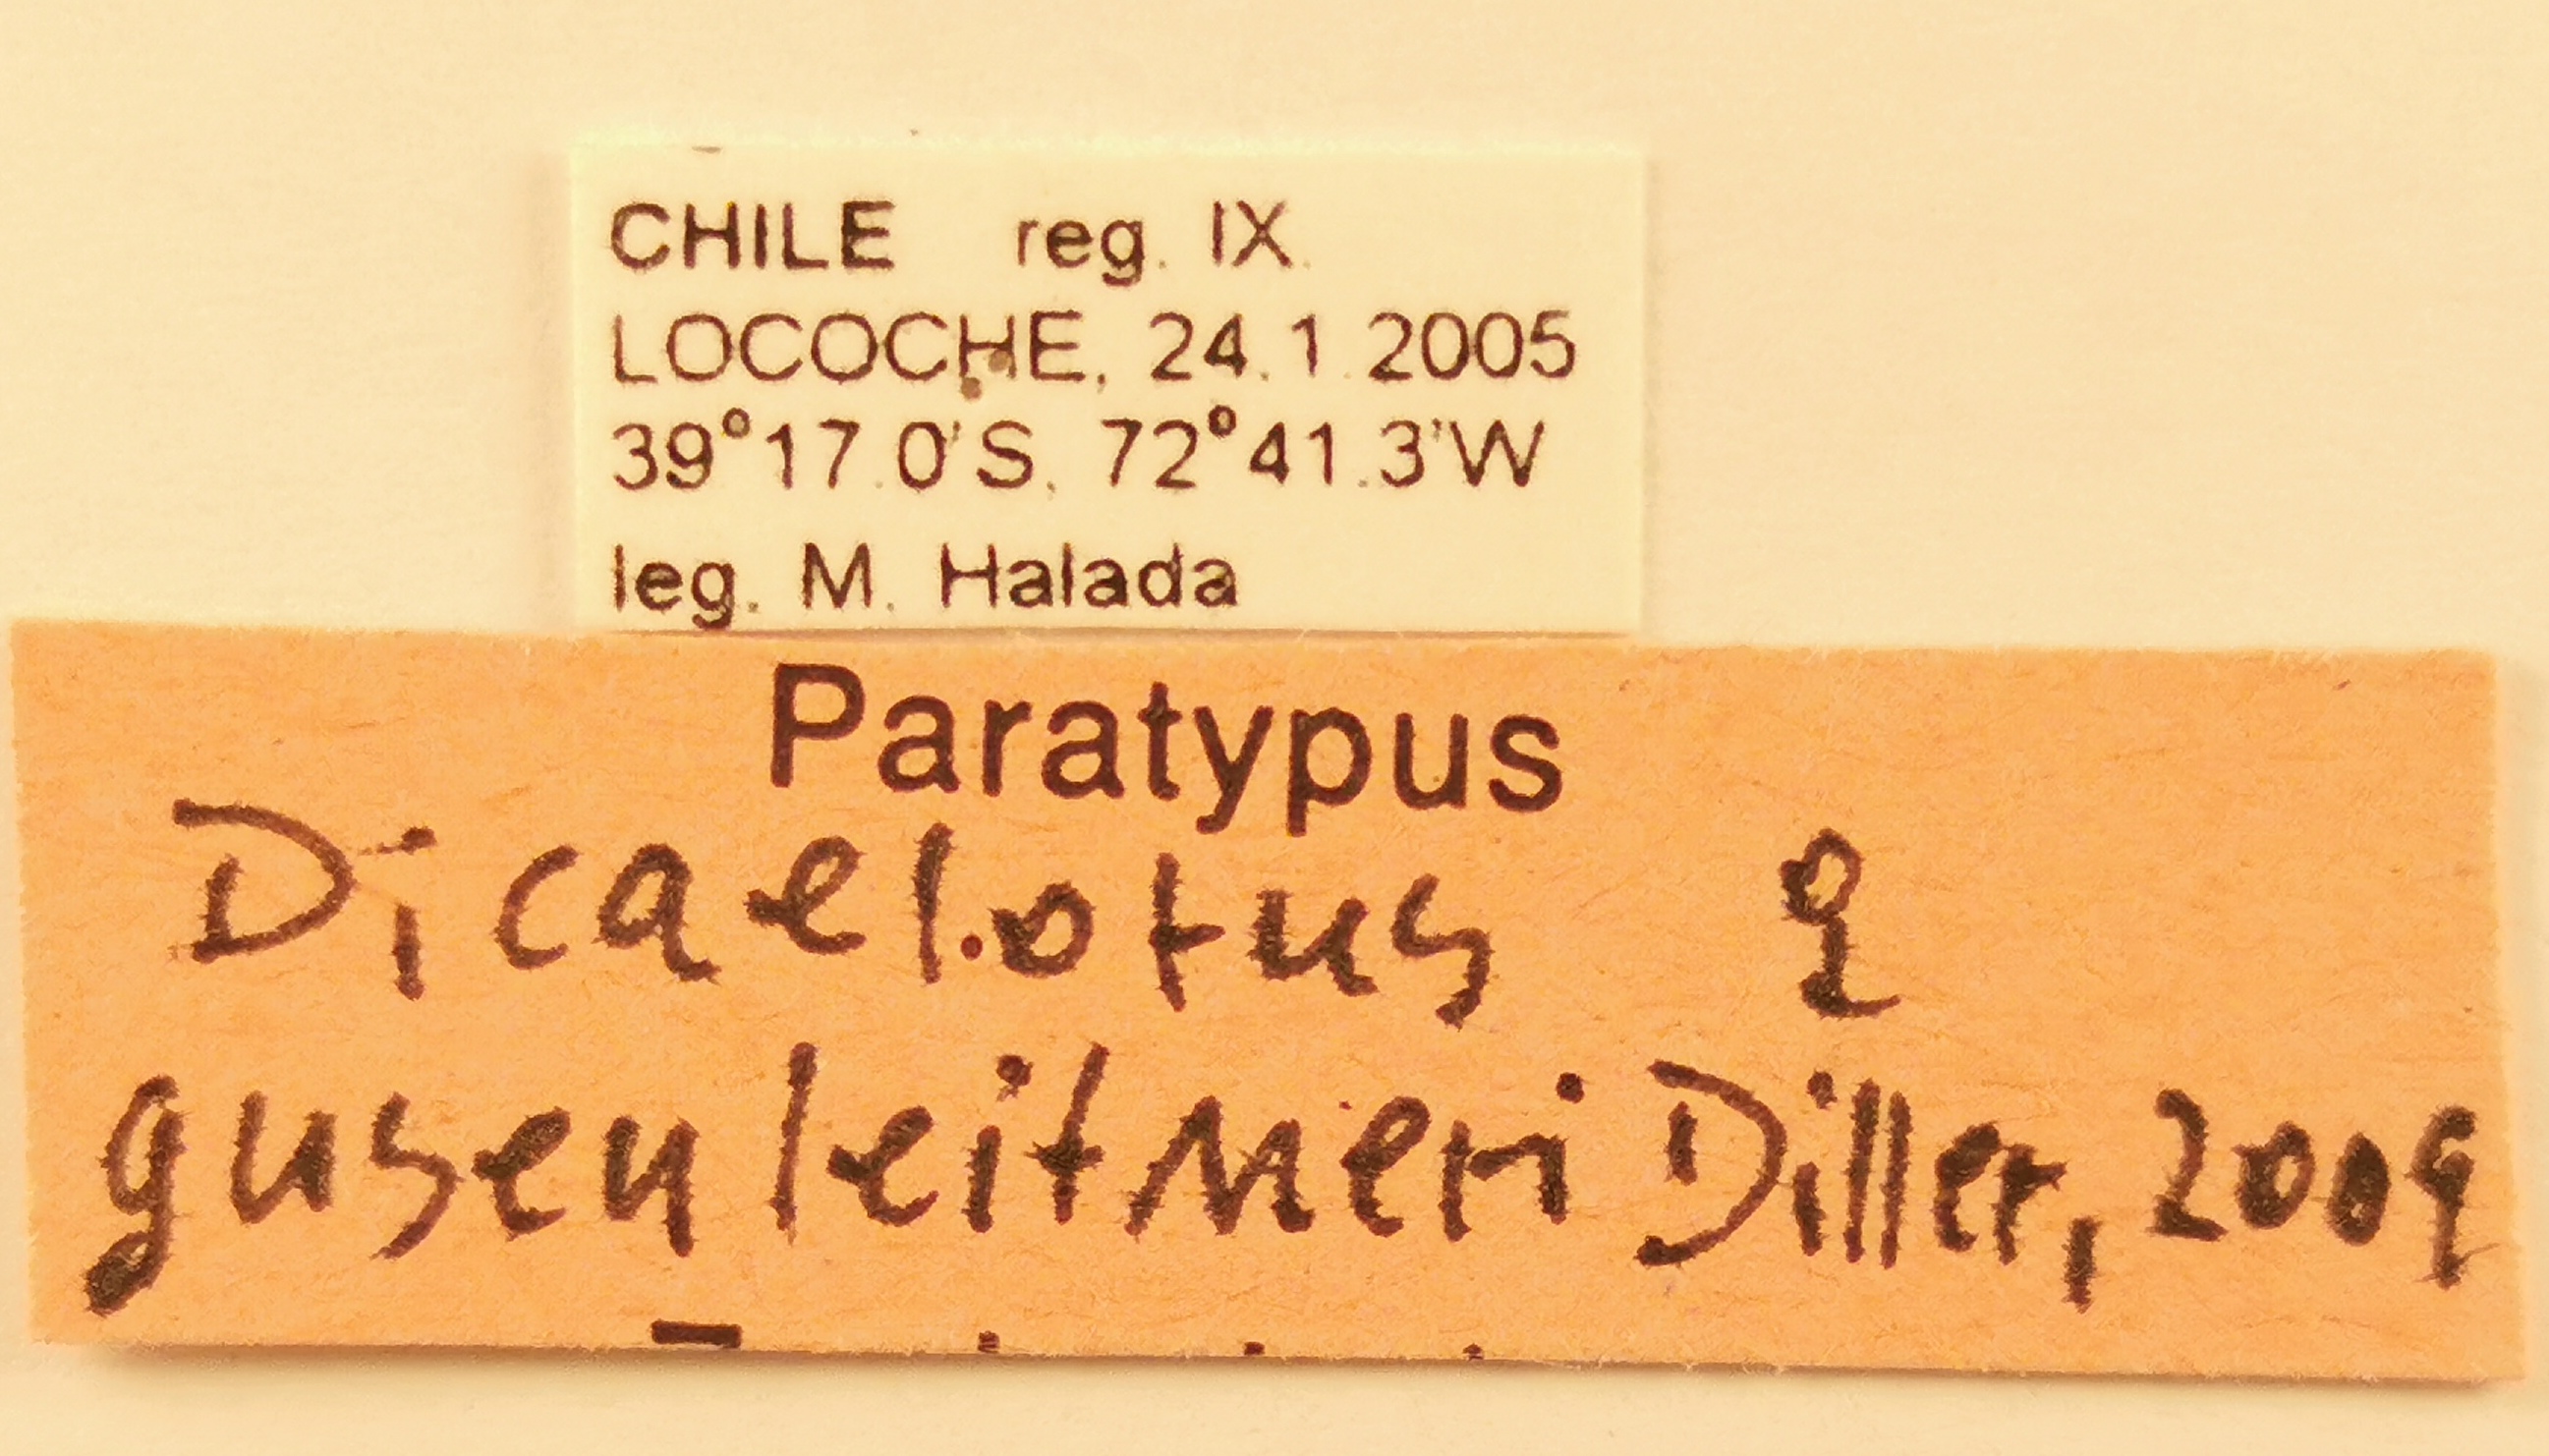 CHILE reg. IX.
LOCOCHE, 24.1.2005
39°17.0'S, 72°41.3'W
leg. M. Halada
Paratypus
Dicaelotus ♀
gusenleitneri Diller, 2009